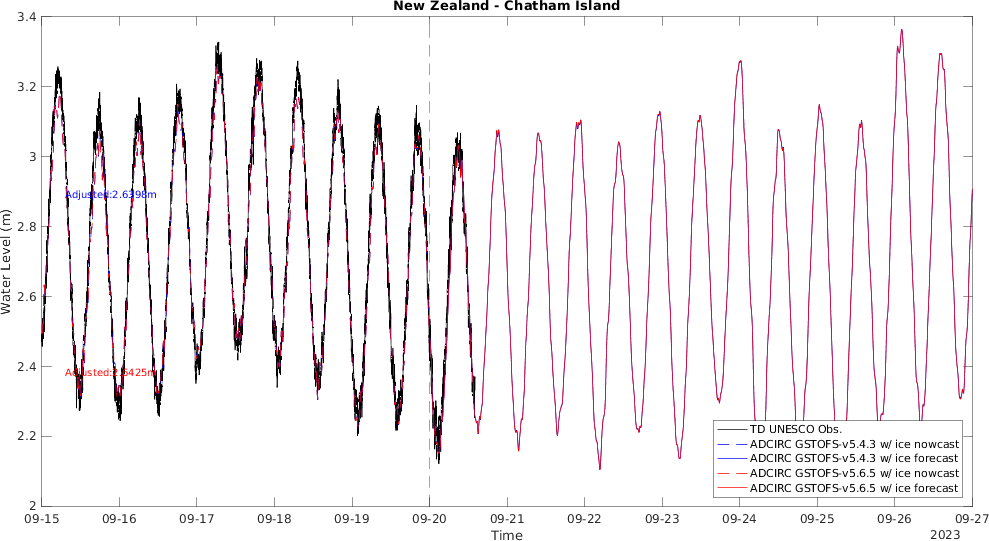 New Zealand - Chatham Island
3.4
3.2
3
2.8
2.6
2.4
2.2
2
Water Level (m)
Adjusted:2.6398m
Adjusted:2.6425m
TD UNESCO Obs.
ADCIRC GSTOFS-v5.4.3 w/ ice nowcast
ADCIRC GSTOFS-v5.4.3 w/ ice forecast
ADCIRC GSTOFS-v5.6.5 w/ ice nowcast
ADCIRC GSTOFS-v5.6.5 w/ ice forecast
09-15 09-16 09-17 09-18 09-19 09-20 09-21 09-22 09-23 09-24 09-25 09-26 09-27
Time
2023